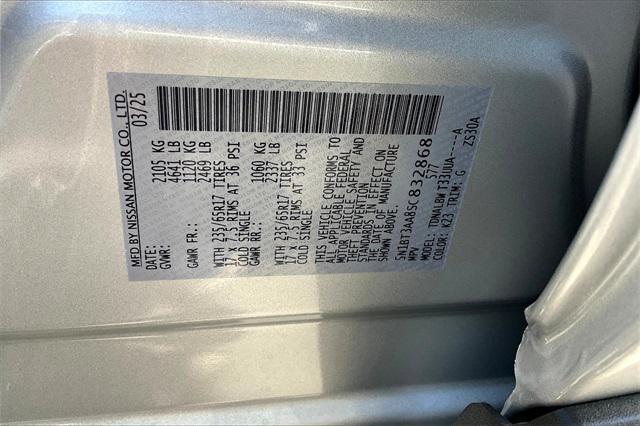 MFD BY NISSAN MOTOR CO., LTD.
DATE: 03/25
GVWR: 2105 KG
4641 LB
GAWR FR: 1120 KG
2469 LB
WITH 235/65R17 TIRES
17 X 7.5 RIMS AT 36 PSI
COLD SINGLE
GAWR RR: 1060 KG
2337 LB
WITH 235/65R17 TIRES
17 X 7.5 RIMS AT 33 PSI
COLD SINGLE
THIS VEHICLE CONFORMS TO
ALL APPLICABLE FEDERAL
MOTOR VEHICLE SAFETY AND
THEFT PREVENTION
STANDARDS IN EFFECT ON
THE DATE OF MANUFACTURE
SHOWN ABOVE
5N1BT3AA8SC832868
MPV 577
MODEL: TDNALBWT33UUA----A
COLOR: K23 TRIM: G ZS30A